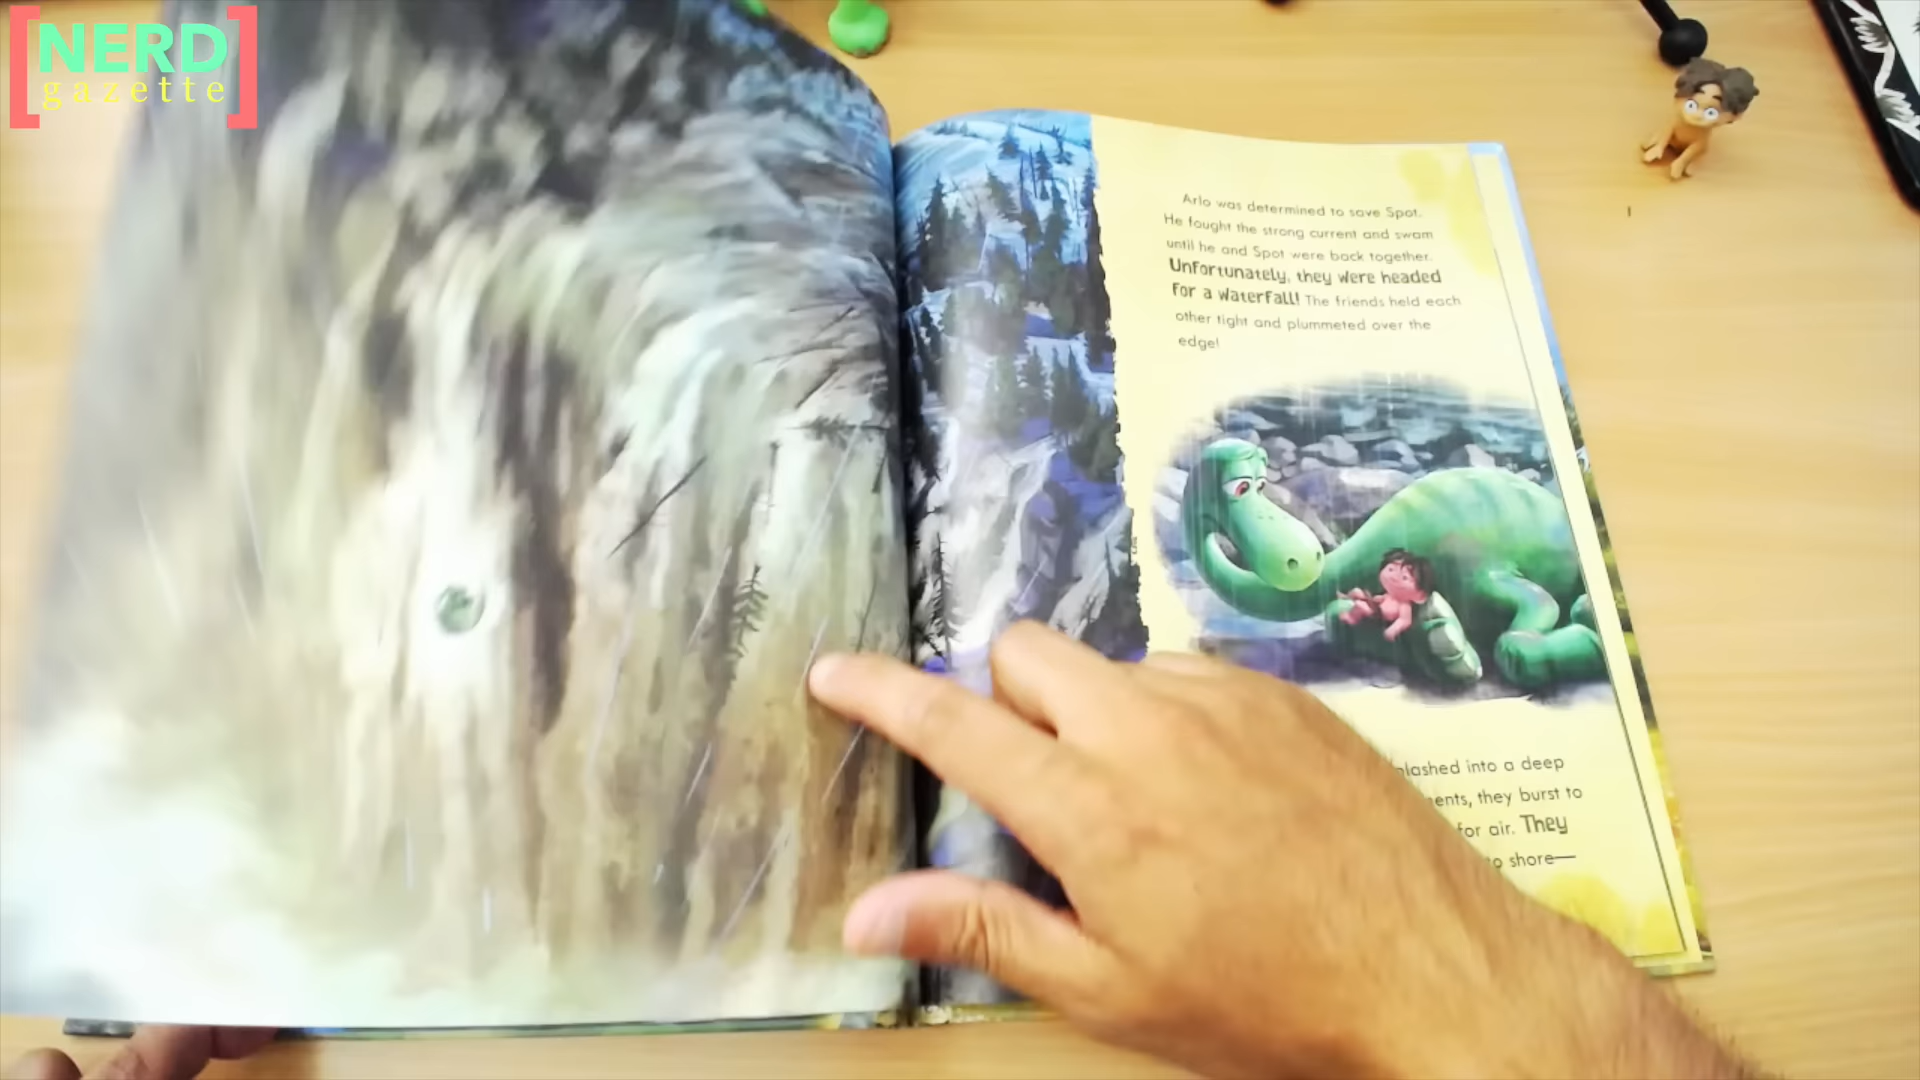 [NERD]
gazette
Arlo was determined to save Spot.
He fought the strong current and swam
until he and Spot were back together.
Unfortunately, they were headed
for a waterfall! The friends held each
other tight and plummeted over the
edge!
into a deep
they burst to
for air. They
shore—